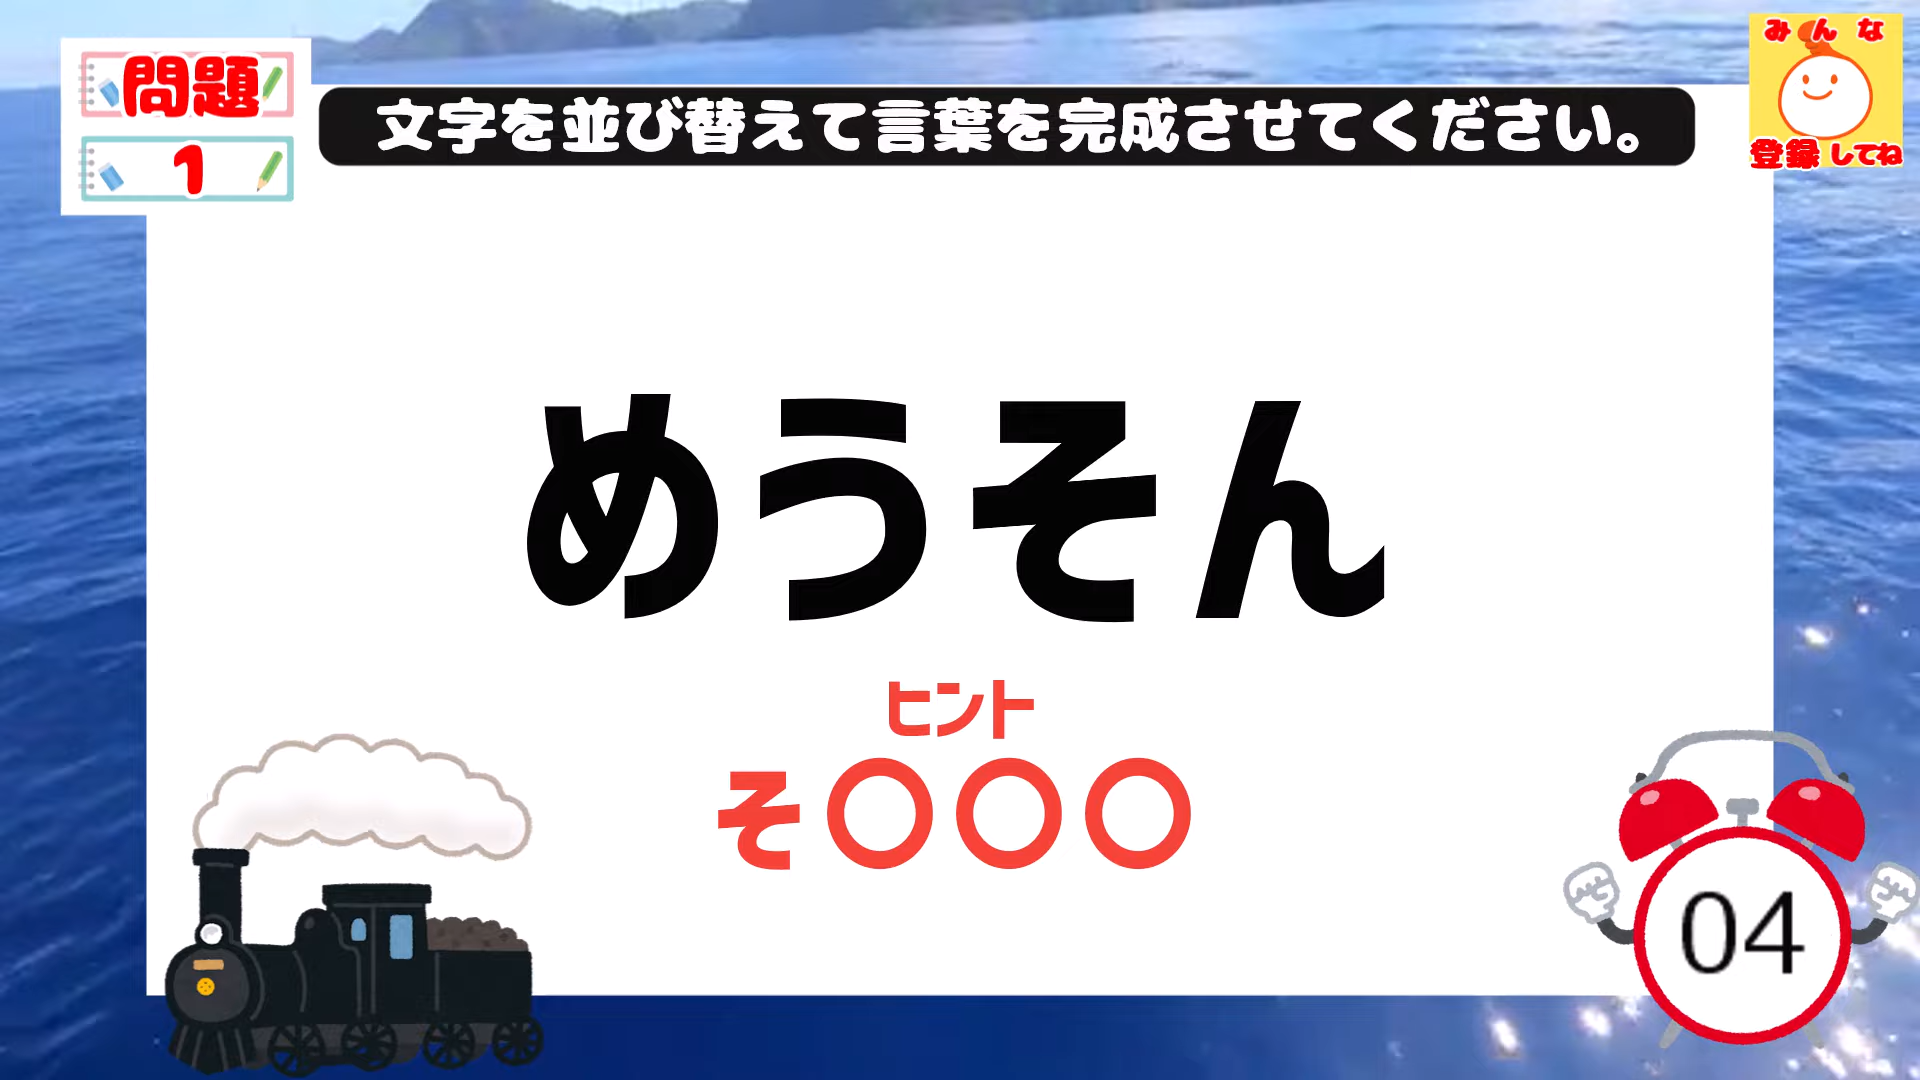 問題
1
文字を並び替えて言葉を完成させてください。
みんな
登録してね
めうそん
ヒント
そ〇〇〇
04